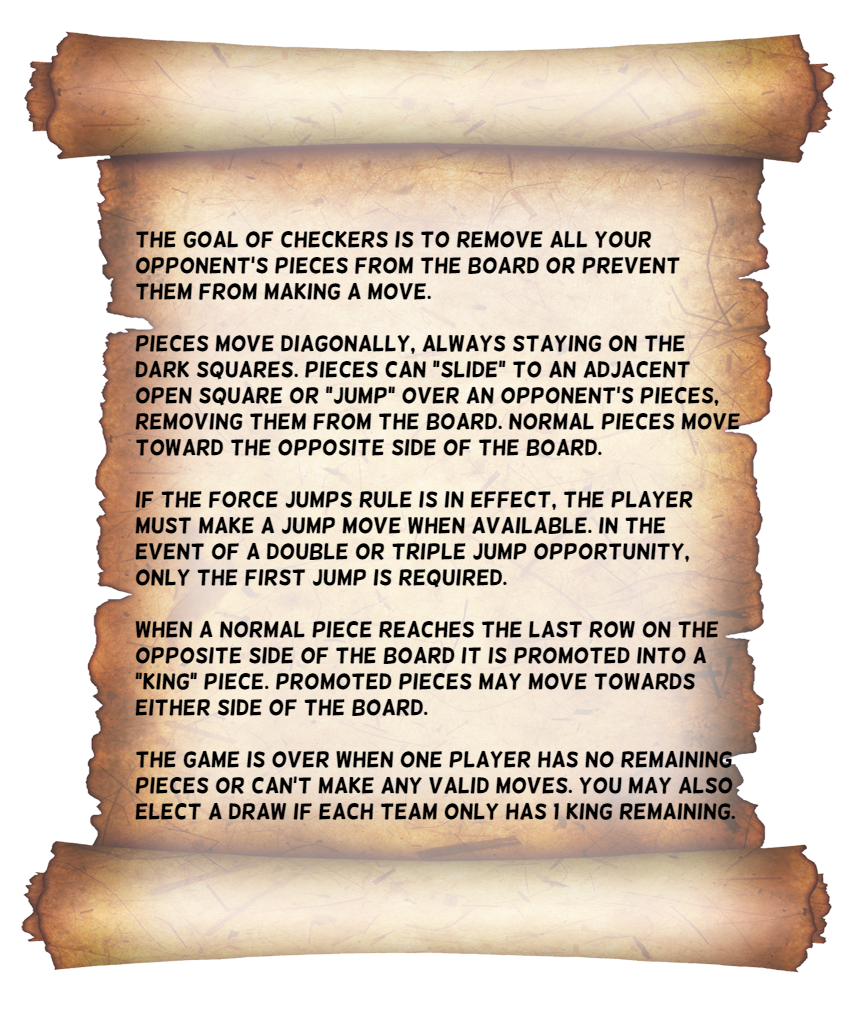 THE GOAL OF CHECKERS IS TO REMOVE ALL YOUR
OPPONENT'S PIECES FROM THE BOARD OR PREVENT
THEM FROM MAKING A MOVE.
PIECES MOVE DIAGONALLY, ALWAYS STAYING ON THE
DARK SQUARES. PIECES CAN "SLIDE" TO AN ADJACENT
OPEN SQUARE OR "JUMP" OVER AN OPPONENT'S PIECES,
REMOVING THEM FROM THE BOARD. NORMAL PIECES MOVE
TOWARD THE OPPOSITE SIDE OF THE BOARD.
IF THE FORCE JUMPS RULE IS IN EFFECT, THE PLAYER
MUST MAKE A JUMP MOVE WHEN AVAILABLE. IN THE
EVENT OF A DOUBLE OR TRIPLE JUMP OPPORTUNITY,
ONLY THE FIRST JUMP IS REQUIRED.
WHEN A NORMAL PIECE REACHES THE LAST ROW ON THE
OPPOSITE SIDE OF THE BOARD IT IS PROMOTED INTO A
"KING" PIECE. PROMOTED PIECES MAY MOVE TOWARDS
EITHER SIDE OF THE BOARD.
THE GAME IS OVER WHEN ONE PLAYER HAS NO REMAINING
PIECES OR CAN'T MAKE ANY VALID MOVES. YOU MAY ALSO
ELECT A DRAW IF EACH TEAM ONLY HAS 1 KING REMAINING.